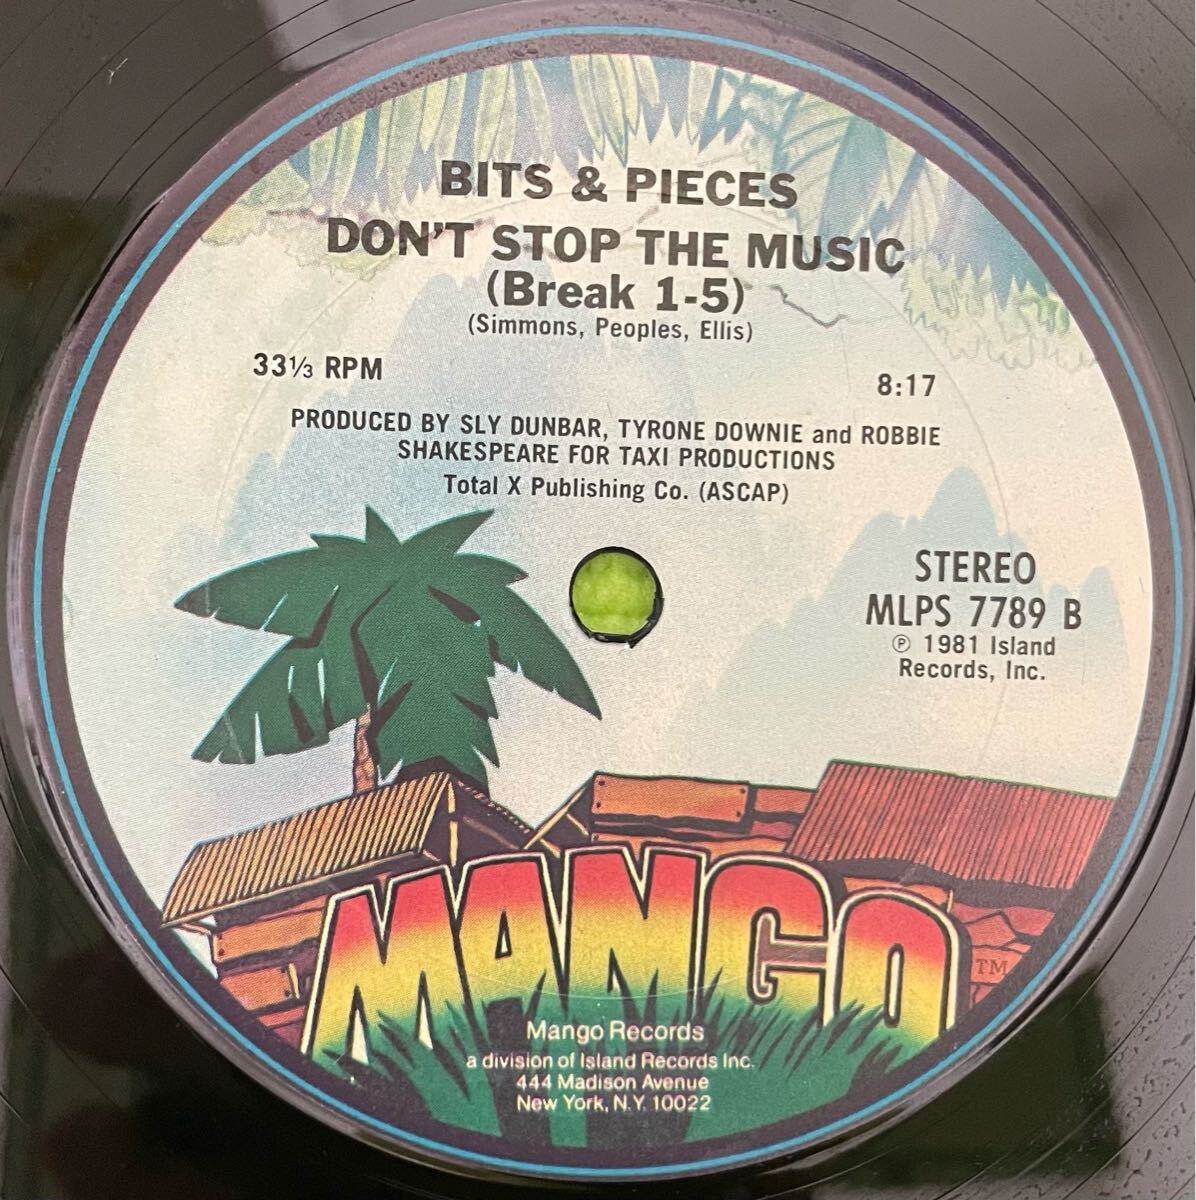 BITS & PIECES
DON'T STOP THE MUSIC
(Break 1-5)
(Simmons, Peoples, Ellis)
33⅓ RPM
8:17
PRODUCED BY SLY DUNBAR, TYRONE DOWNIE and ROBBIE
SHAKESPEARE FOR TAXI PRODUCTIONS
Total X Publishing Co. (ASCAP)
STEREO
MLPS 7789 B
℗ 1981 Island
Records, Inc.
MANGO
TM
Mango Records
a division of Island Records Inc.
444 Madison Avenue
New York, N.Y. 10022